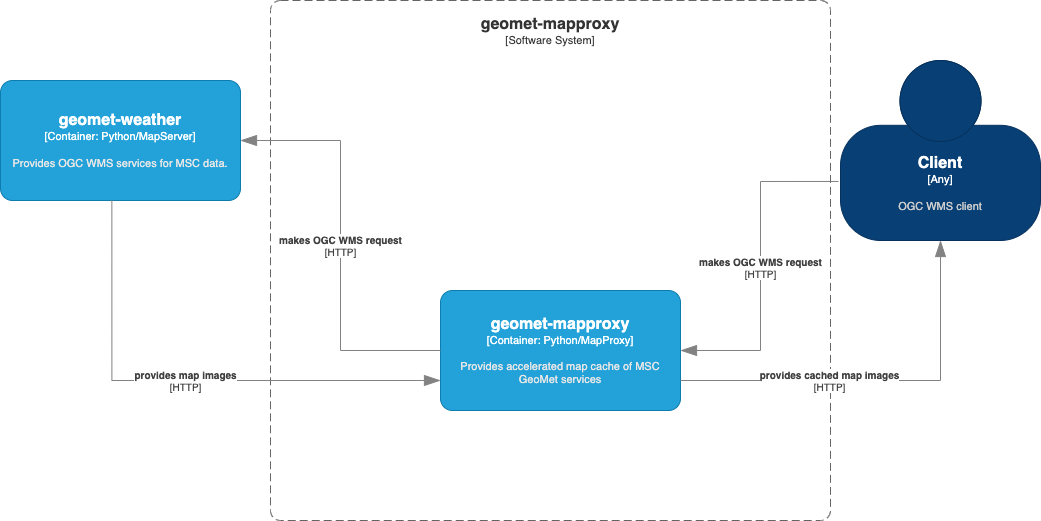 geomet-mapproxy
[Software System]
geomet-weather
[Container: Python/MapServer]
Provides OGC WMS services for MSC data.
Client
[Any]
OGC WMS client
makes OGC WMS request
[HTTP]
makes OGC WMS request
[HTTP]
geomet-mapproxy
[Container: Python/MapProxy]
Provides accelerated map cache of MSC
GeoMet services
provides map images
[HTTP]
provides cached map images
[HTTP]